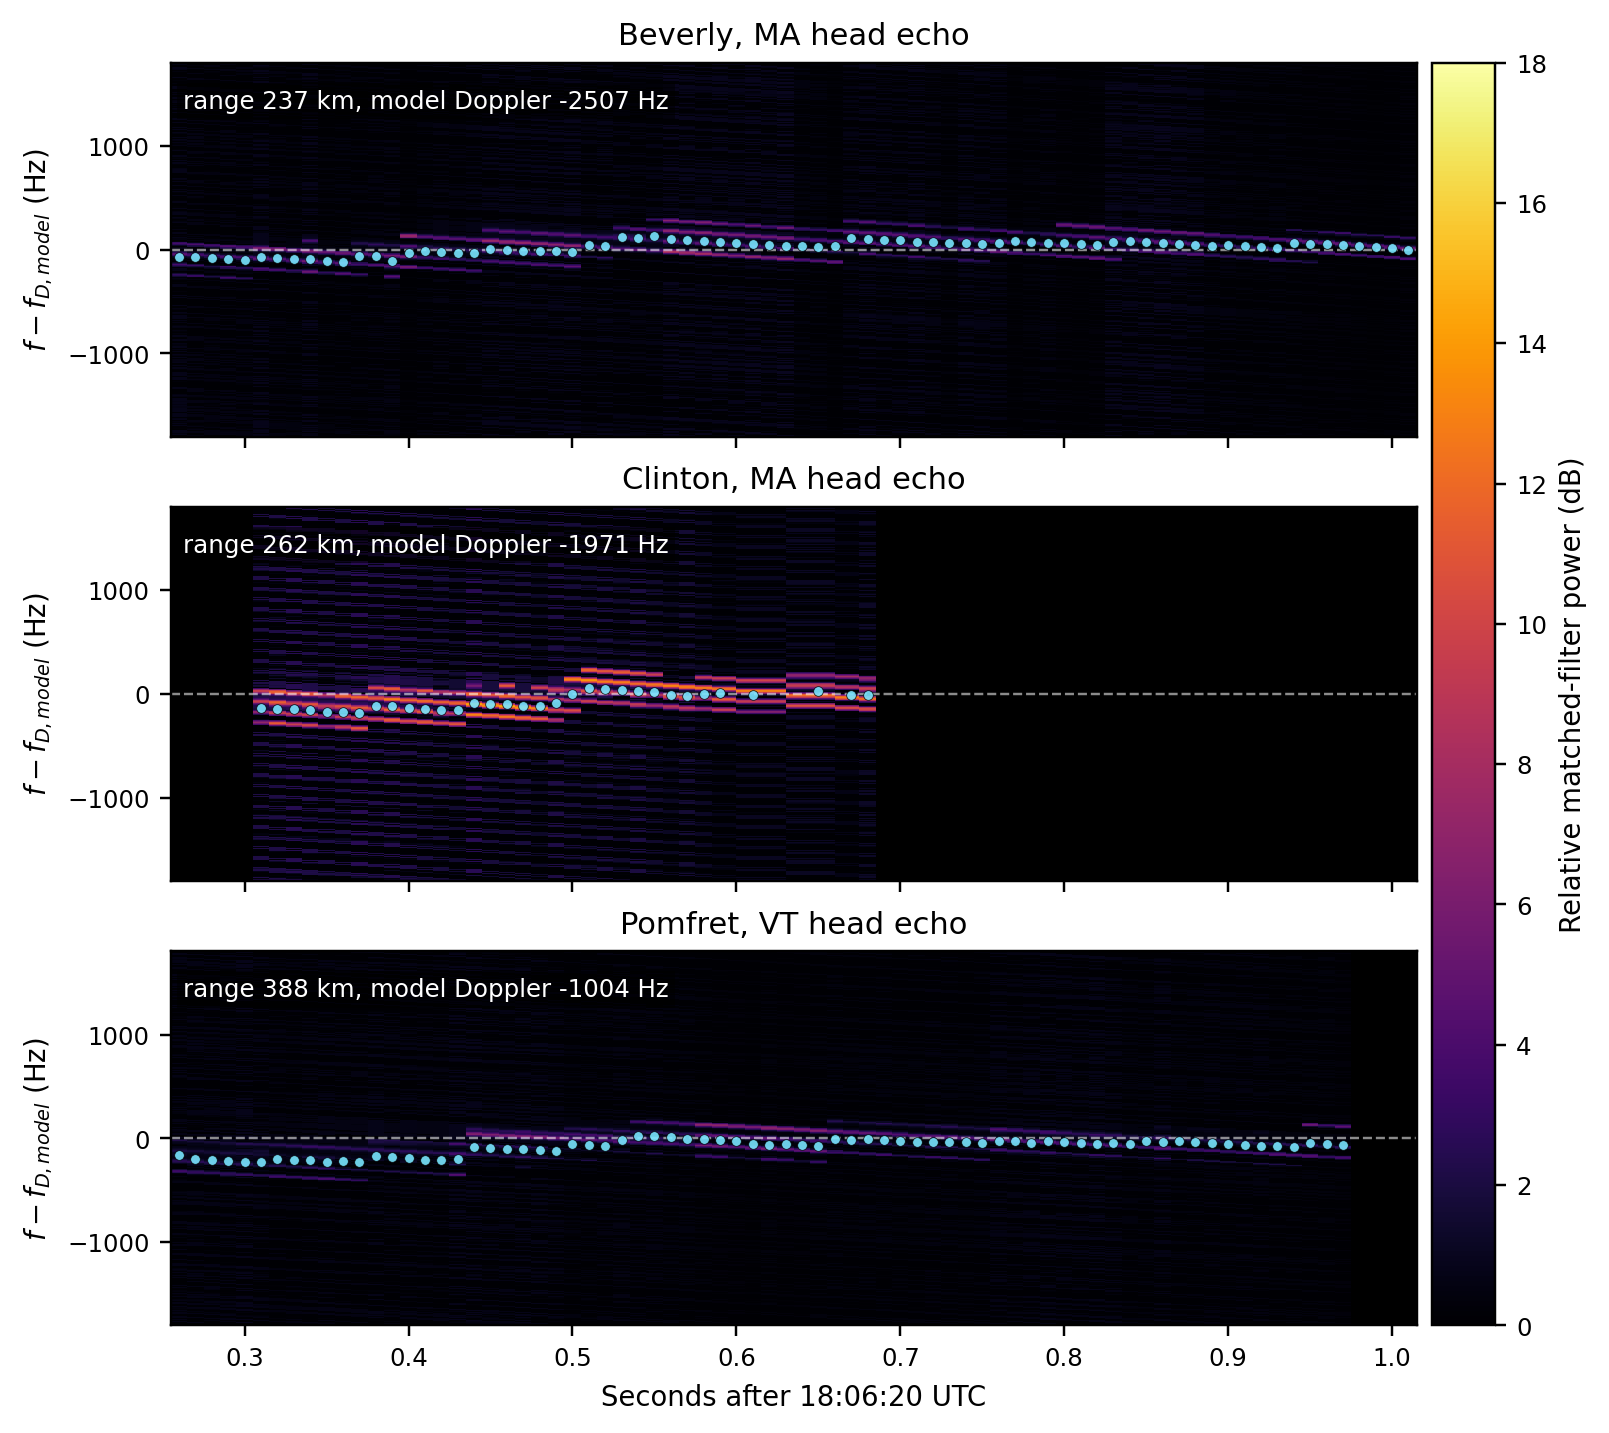 Beverly, MA head echo
range 237 km, model Doppler -2507 Hz
f − f_D,model (Hz)
1000
0
−1000
Clinton, MA head echo
range 262 km, model Doppler -1971 Hz
f − f_D,model (Hz)
1000
0
−1000
Pomfret, VT head echo
range 388 km, model Doppler -1004 Hz
f − f_D,model (Hz)
1000
0
−1000
0.3 0.4 0.5 0.6 0.7 0.8 0.9 1.0
Seconds after 18:06:20 UTC
18
16
14
12
10
8
6
4
2
0
Relative matched-filter power (dB)